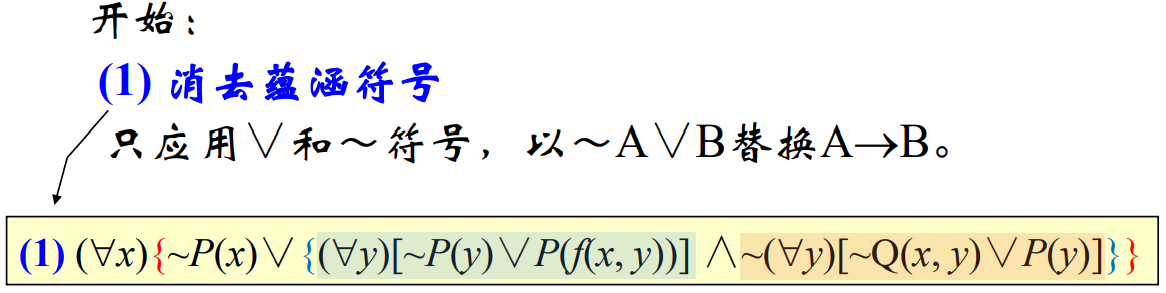 开始：
(1) 消去蕴涵符号
只应用∨和～符号，以～A∨B替换A→B。
(1) (∀x){~P(x)∨{(∀y)[~P(y)∨P(f(x, y))] ∧~(∀y)[~Q(x, y)∨P(y)]}}